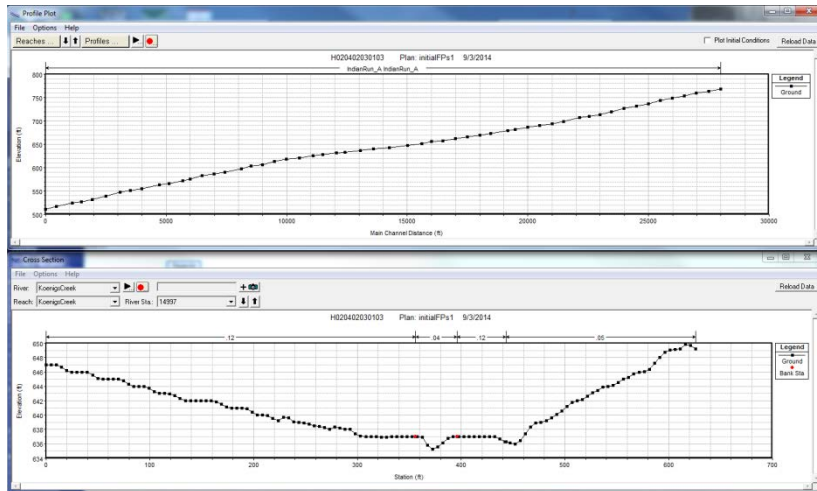 Profile Plot
File Options Help
Reaches ... Profiles ... Plot Initial Conditions Reload Data
H020402030103 Plan: initialFPs1 9/3/2014
IndianRun_A IndianRun_A
Legend
Ground
800
750
700
650
600
550
500
Elevation (ft)
0 5000 10000 15000 20000 25000 30000
Main Channel Distance (ft)
Cross Section
File Options Help
River: KoenigsCreek Reload Data
Reach: KoenigsCreek River Sta.: 14997
H020402030103 Plan: initialFPs1 9/3/2014
.12 .04 .12 .05
Legend
Ground
Bank Sta
650
648
646
644
642
640
638
636
634
Elevation (ft)
0 100 200 300 400 500 600 700
Station (ft)